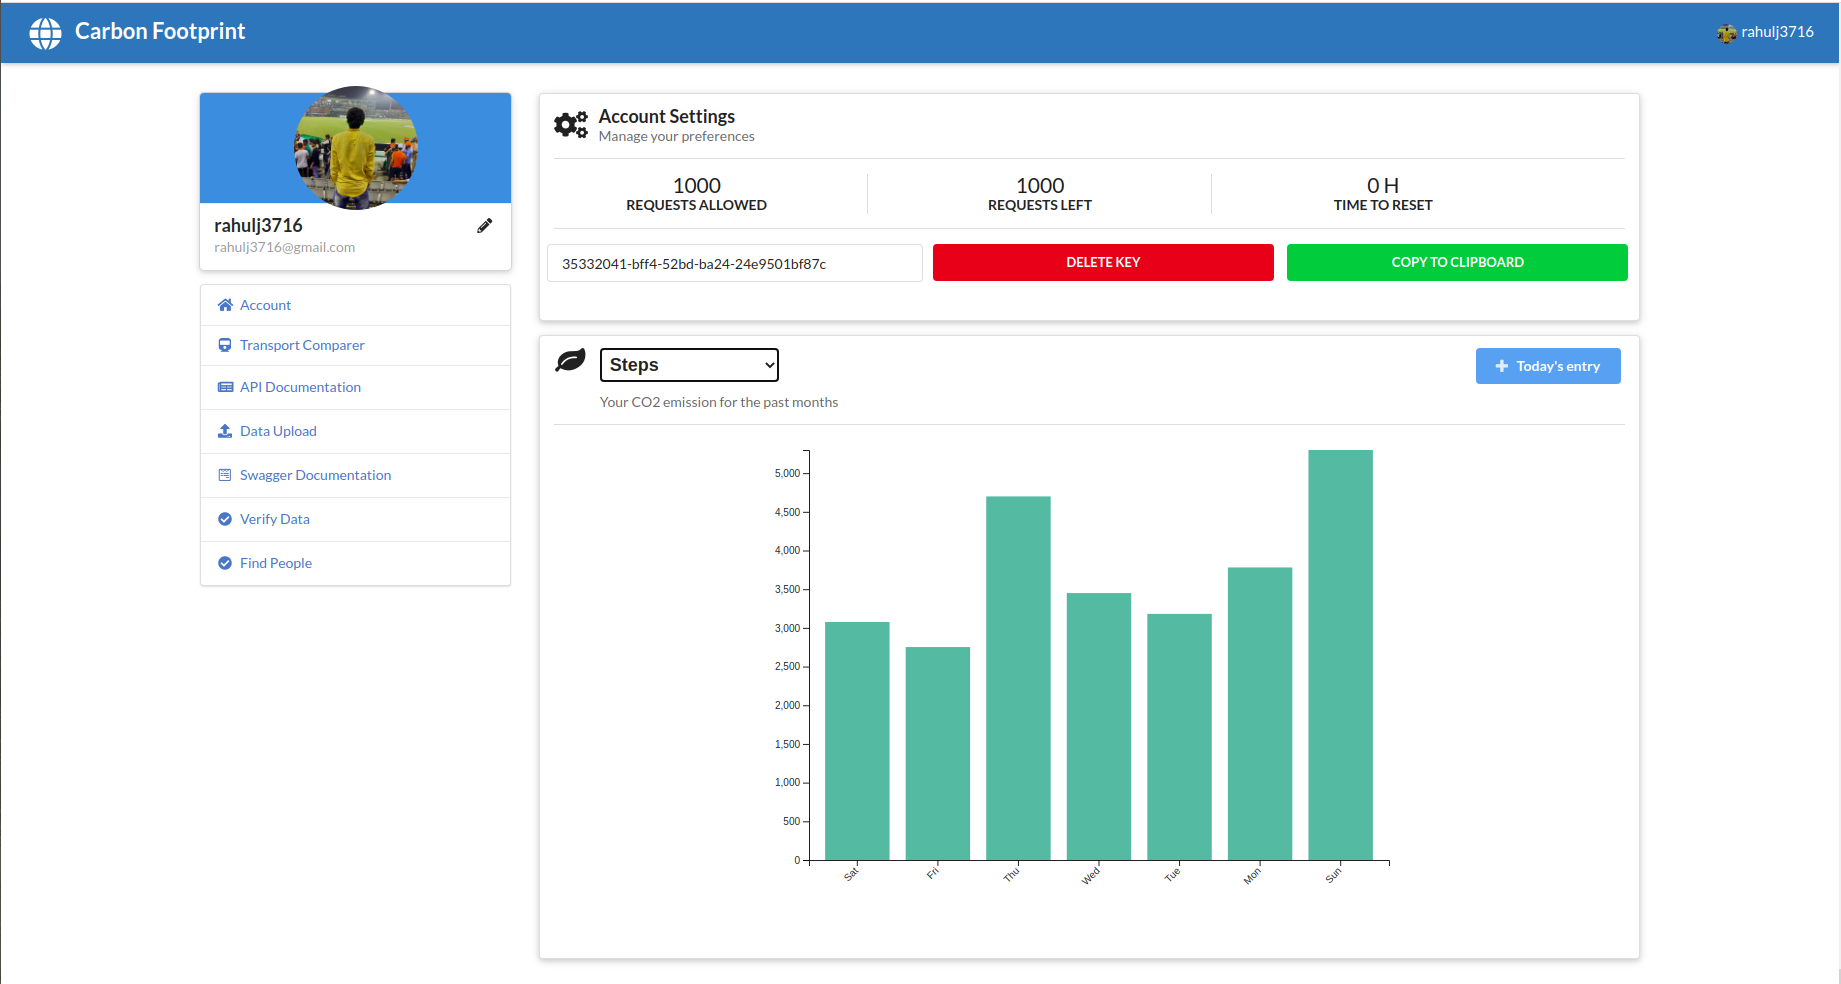 Carbon Footprint
rahulj3716
rahulj3716
rahulj3716@gmail.com
Account
Transport Comparer
API Documentation
Data Upload
Swagger Documentation
Verify Data
Find People
Account Settings
Manage your preferences
1000
REQUESTS ALLOWED
1000
REQUESTS LEFT
0 H
TIME TO RESET
35332041-bff4-52bd-ba24-24e9501bf87c
DELETE KEY
COPY TO CLIPBOARD
Steps
Today's entry
Your CO2 emission for the past months
5,000
4,500
4,000
3,500
3,000
2,500
2,000
1,500
1,000
500
0
Sat
Fri
Thu
Wed
Tue
Mon
Sun